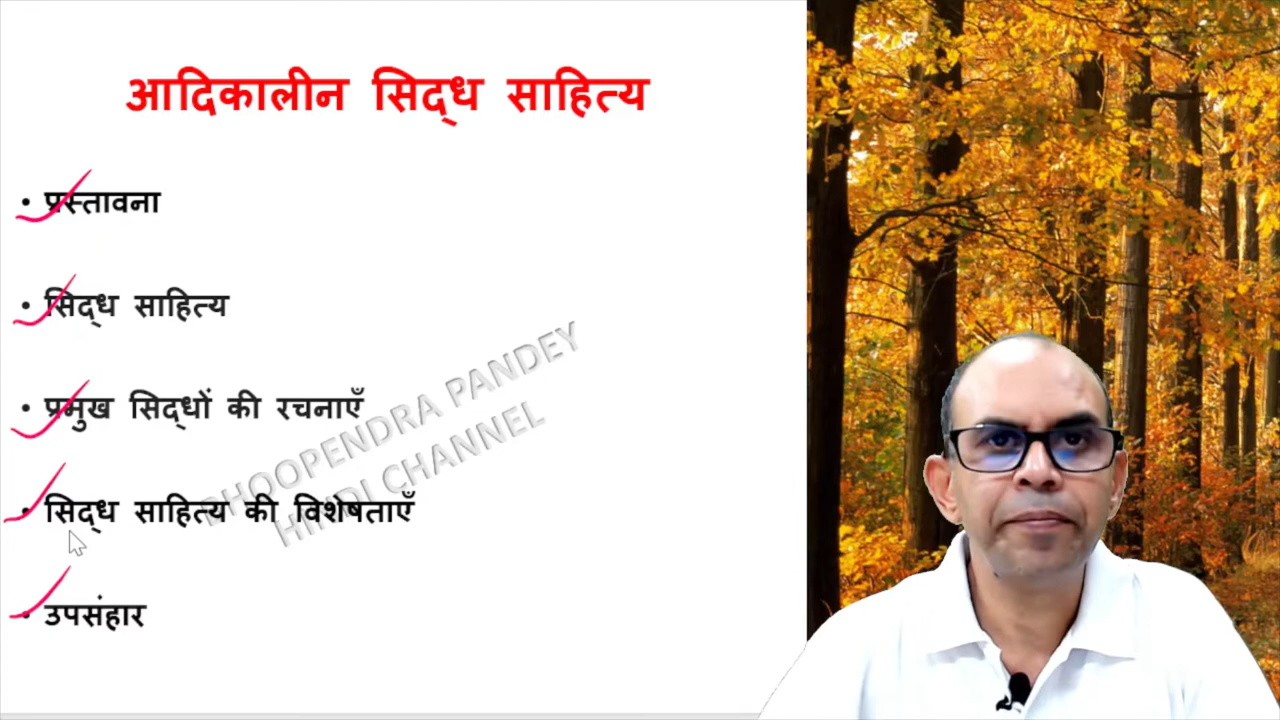 आदिकालीन सिद्ध साहित्य
• प्रस्तावना
• सिद्ध साहित्य
• प्रमुख सिद्धों की रचनाएँ
• सिद्ध साहित्य की विशेषताएँ
• उपसंहार
BHOOPENDRA PANDEY
HINDI CHANNEL